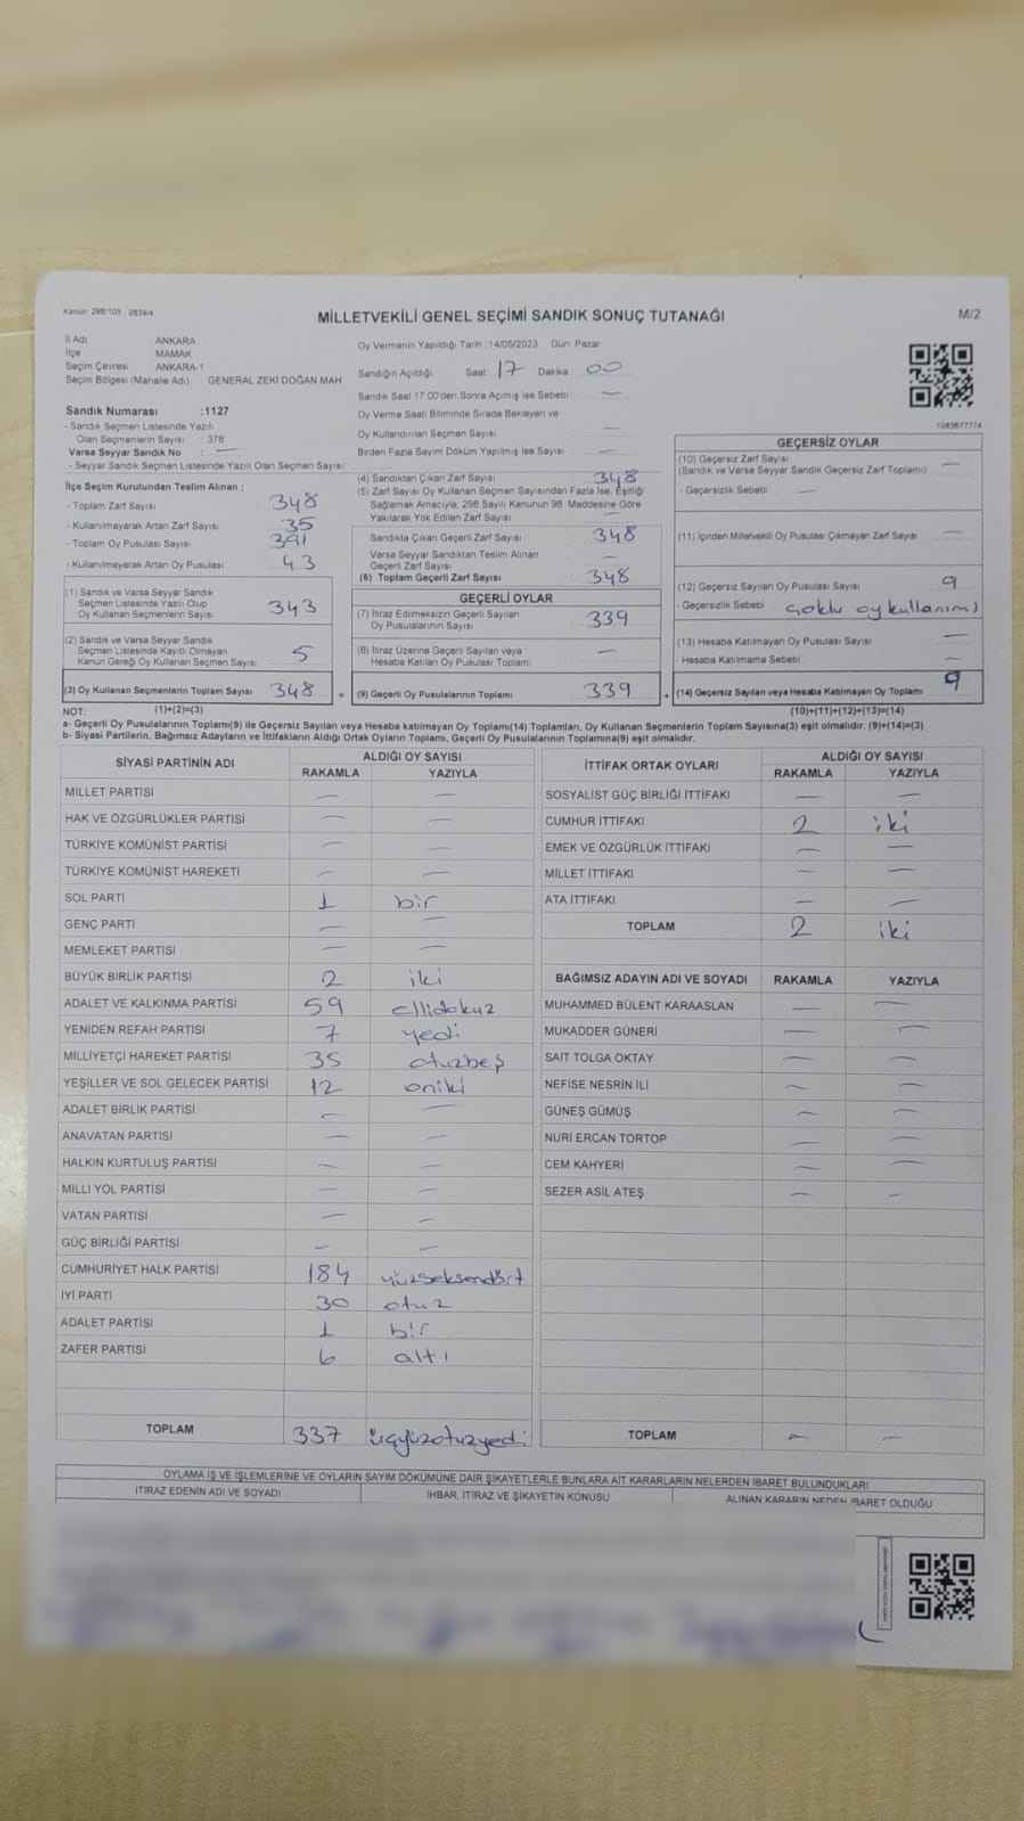 Kanun: 298/105 2839/4
MİLLETVEKİLİ GENEL SEÇİMİ SANDIK SONUÇ TUTANAĞI
M/2
İl Adı ANKARA
İlçe MAMAK
Seçim Çevresi ANKARA-1
Seçim Bölgesi (Mahalle Adı) GENERAL ZEKİ DOĞAN MAH
Sandık Numarası :1127
- Sandık Seçmen Listesinde Yazılı
Olan Seçmenlerin Sayısı : 378
Varsa Seyyar Sandık No : —
- Seyyar Sandık Seçmen Listesinde Yazılı Olan Seçmen Sayısı
İlçe Seçim Kurulundan Teslim Alınan :
- Toplam Zarf Sayısı 348
- Kullanılmayarak Artan Zarf Sayısı 35
- Toplam Oy Pusulası Sayısı 391
- Kullanılmayarak Artan Oy Pusulası 43
(1) Sandık ve Varsa Seyyar Sandık
Seçmen Listesinde Yazılı Olup
Oy Kullanan Seçmenlerin Sayısı 343
(2) Sandık ve Varsa Seyyar Sandık
Seçmen Listesinde Kayıtlı Olmayan
Kanun Gereği Oy Kullanan Seçmen Sayısı 5
(3) Oy Kullanan Seçmenlerin Toplam Sayısı 348
(1)+(2)=(3)
Oy Vermenin Yapıldığı Tarih :14/05/2023 Gün: Pazar
Sandığın Açıldığı Saat 17 Dakika 00
Sandık Saat 17:00'den Sonra Açılmış İse Sebebi —
Oy Verme Saati Bitiminde Sırada Bekleyen ve
Oy Kullandırılan Seçmen Sayısı —
Birden Fazla Sayım Döküm Yapılmış İse Sayısı —
(4) Sandıktan Çıkan Zarf Sayısı 348
(5) Zarf Sayısı Oy Kullanan Seçmen Sayısından Fazla İse, Eşitliği
Sağlamak Amacıyla, 298 Sayılı Kanunun 98. Maddesine Göre
Yakılarak Yok Edilen Zarf Sayısı —
Sandıkta Çıkan Geçerli Zarf Sayısı 348
Varsa Seyyar Sandıktan Teslim Alınan
Geçerli Zarf Sayısı —
(6) Toplam Geçerli Zarf Sayısı 348
GEÇERLİ OYLAR
(7) İtiraz Edilmeksizin Geçerli Sayılan
Oy Pusulalarının Sayısı 339
(8) İtiraz Üzerine Geçerli Sayılan veya
Hesaba Katılan Oy Pusulası Toplamı —
(9) Geçerli Oy Pusulalarının Toplamı 339
1083677774
GEÇERSİZ OYLAR
(10) Geçersiz Zarf Sayısı —
(Sandık ve Varsa Seyyar Sandık Geçersiz Zarf Toplamı)
- Geçersizlik Sebebi —
(11) İçinden Milletvekili Oy Pusulası Çıkmayan Zarf Sayısı —
(12) Geçersiz Sayılan Oy Pusulası Sayısı 9
- Geçersizlik Sebebi çoklu oy kullanımı
(13) Hesaba Katılmayan Oy Pusulası Sayısı —
- Hesaba Katılmama Sebebi —
(14) Geçersiz Sayılan veya Hesaba Katılmayan Oy Toplamı 9
(10)+(11)+(12)+(13)=(14)
NOT:
a- Geçerli Oy Pusulalarının Toplamı(9) ile Geçersiz Sayılan veya Hesaba katılmayan Oy Toplamı(14) Toplamları, Oy Kullanan Seçmenlerin Toplam Sayısına(3) eşit olmalıdır. (9)+(14)=(3)
b- Siyasi Partilerin, Bağımsız Adayların ve İttifakların Aldığı Ortak Oyların Toplamı, Geçerli Oy Pusulalarının Toplamına(9) eşit olmalıdır.
SİYASİ PARTİNİN ADI ALDIĞI OY SAYISI
RAKAMLA YAZIYLA
MİLLET PARTİSİ — —
HAK VE ÖZGÜRLÜKLER PARTİSİ — —
TÜRKİYE KOMÜNİST PARTİSİ — —
TÜRKİYE KOMÜNİST HAREKETİ — —
SOL PARTİ 1 bir
GENÇ PARTİ — —
MEMLEKET PARTİSİ — —
BÜYÜK BİRLİK PARTİSİ 2 iki
ADALET VE KALKINMA PARTİSİ 59 ellidokuz
YENİDEN REFAH PARTİSİ 7 yedi
MİLLİYETÇİ HAREKET PARTİSİ 35 otuzbeş
YEŞİLLER VE SOL GELECEK PARTİSİ 12 oniki
ADALET BİRLİK PARTİSİ — —
ANAVATAN PARTİSİ — —
HALKIN KURTULUŞ PARTİSİ — —
MİLLİ YOL PARTİSİ — —
VATAN PARTİSİ — —
GÜÇ BİRLİĞİ PARTİSİ — —
CUMHURİYET HALK PARTİSİ 184 yüzseksendört
İYİ PARTİ 30 otuz
ADALET PARTİSİ 1 bir
ZAFER PARTİSİ 6 altı
TOPLAM 337 üçyüzotuzyedi
İTTİFAK ORTAK OYLARI ALDIĞI OY SAYISI
RAKAMLA YAZIYLA
SOSYALİST GÜÇ BİRLİĞİ İTTİFAKI — —
CUMHUR İTTİFAKI 2 iki
EMEK VE ÖZGÜRLÜK İTTİFAKI — —
MİLLET İTTİFAKI — —
ATA İTTİFAKI — —
TOPLAM 2 iki
BAĞIMSIZ ADAYIN ADI VE SOYADI RAKAMLA YAZIYLA
MUHAMMED BÜLENT KARAASLAN — —
MUKADDER GÜNERİ — —
SAİT TOLGA OKTAY — —
NEFİSE NESRİN İLİ — —
GÜNEŞ GÜMÜŞ — —
NURİ ERCAN TORTOP — —
CEM KAHYERİ — —
SEZER ASİL ATEŞ — —
TOPLAM — —
OYLAMA İŞ VE İŞLEMLERİNE VE OYLARIN SAYIM DÖKÜMÜNE DAİR ŞİKAYETLERLE BUNLARA AİT KARARLARIN NELERDEN İBARET BULUNDUKLARI
İTİRAZ EDENİN ADI VE SOYADI İHBAR, İTİRAZ VE ŞİKAYETİN KONUSU ALINAN KARARIN NEDEN İBARET OLDUĞU